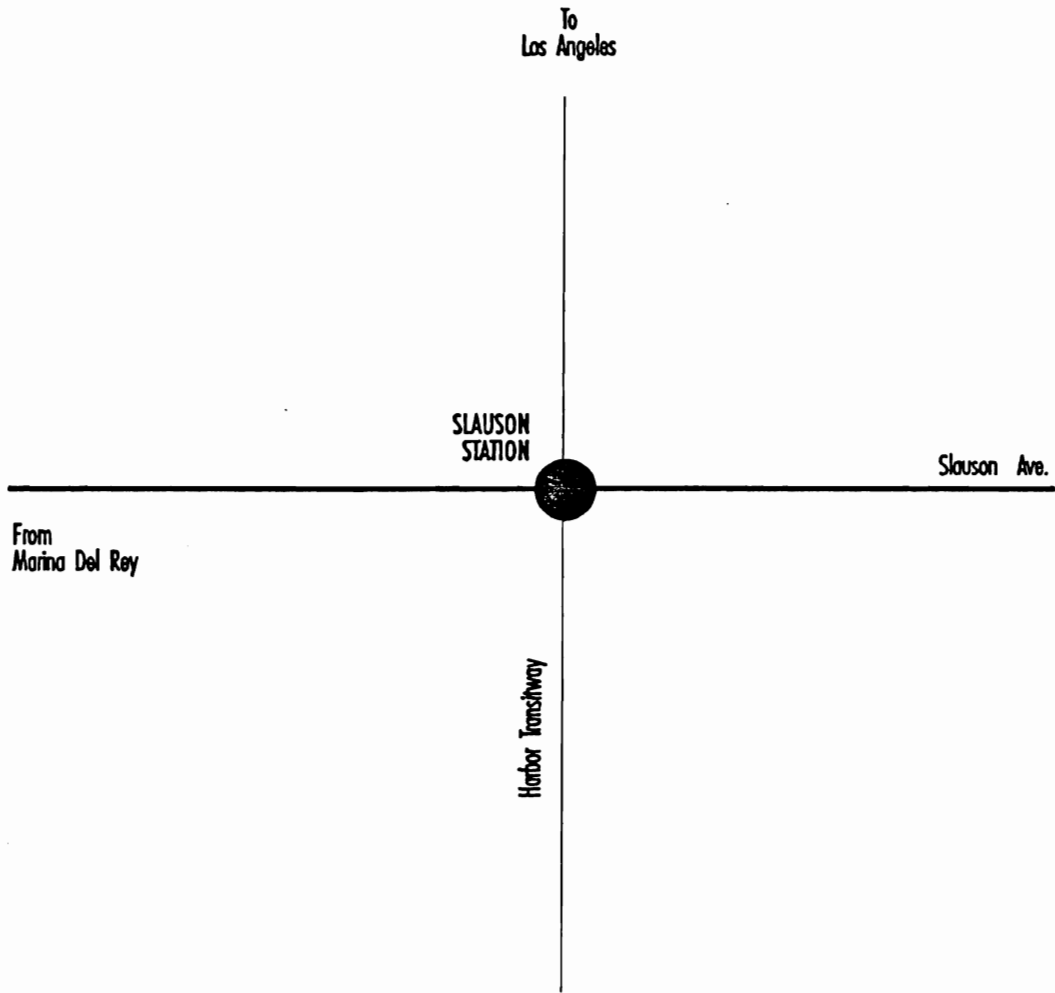 To
Los Angeles
SLAUSON
STATION
Slauson Ave.
From
Marina Del Rey
Harbor Transitway